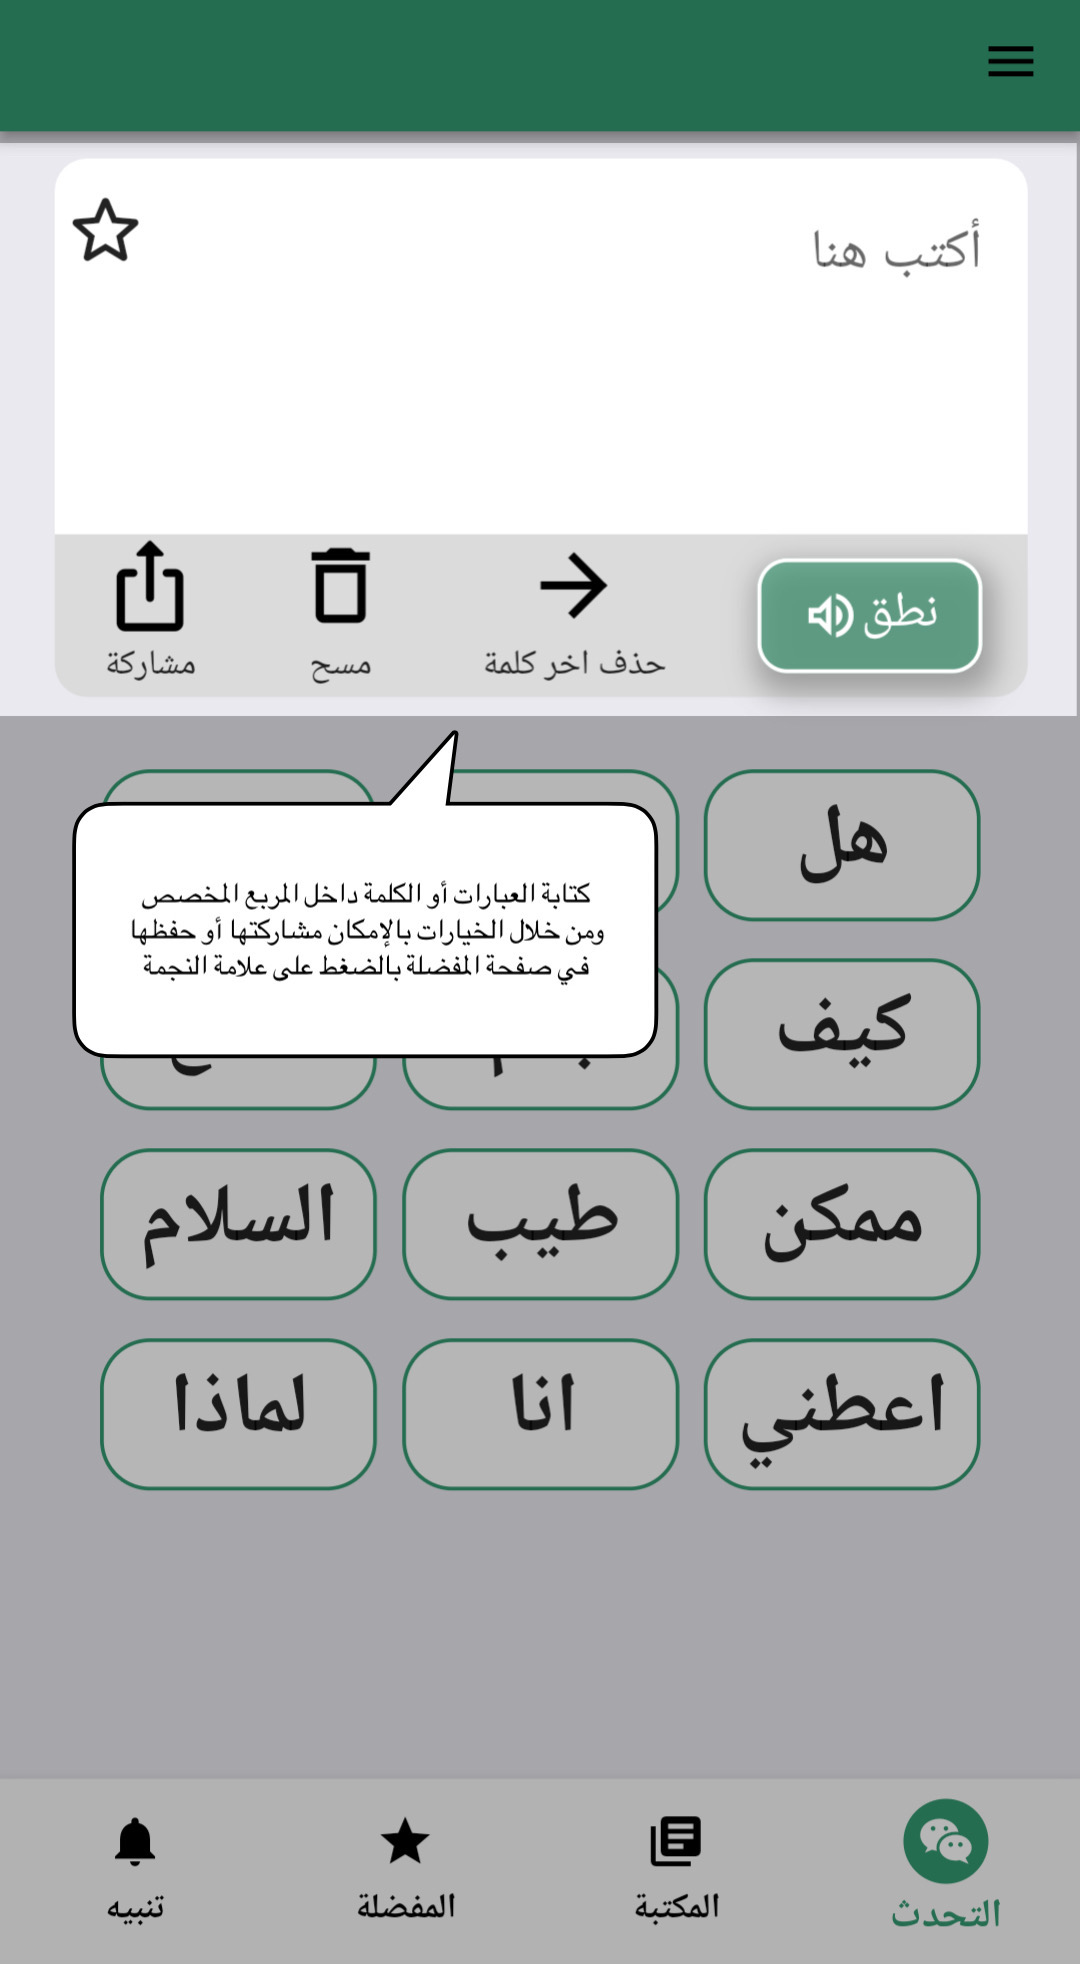 أكتب هنا
نطق
حذف اخر كلمة
مسح
مشاركة
هل
كتابة العبارات أو الكلمة داخل المربع المخصص
ومن خلال الخيارات بالإمكان مشاركتها أو حفظها
في صفحة المفضلة بالضغط على علامة النجمة
كيف
ممكن
طيب
السلام
اعطني
انا
لماذا
التحدث
المكتبة
المفضلة
تنبيه